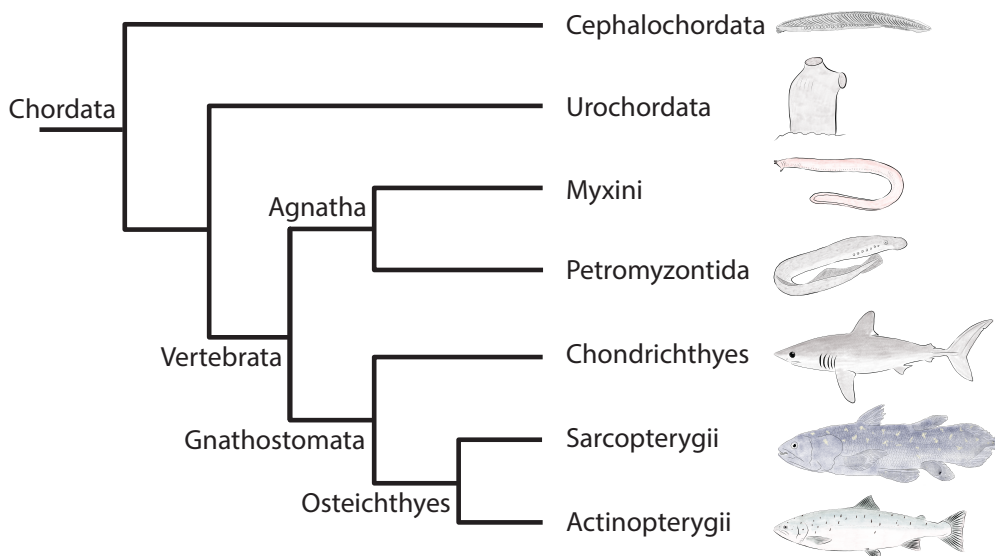 Cephalochordata
Chordata
Urochordata
Myxini
Agnatha
Petromyzontida
Vertebrata
Chondrichthyes
Gnathostomata
Sarcopterygii
Osteichthyes
Actinopterygii